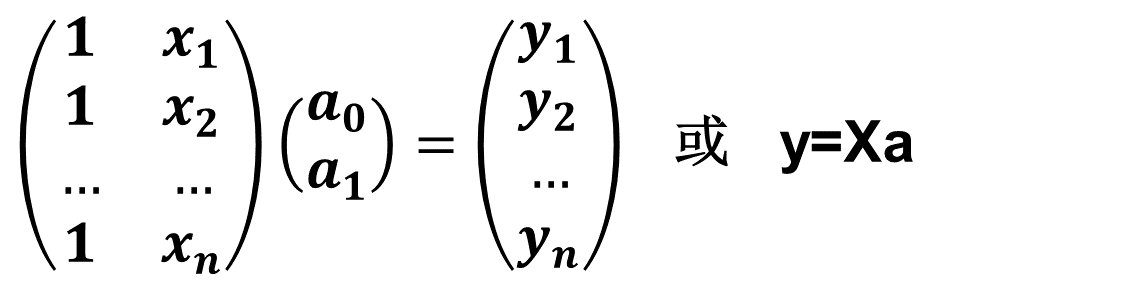 1 x₁
1 x₂
... ...
1 xₙ
a₀
a₁
=
y₁
y₂
...
yₙ
或 y=Xa